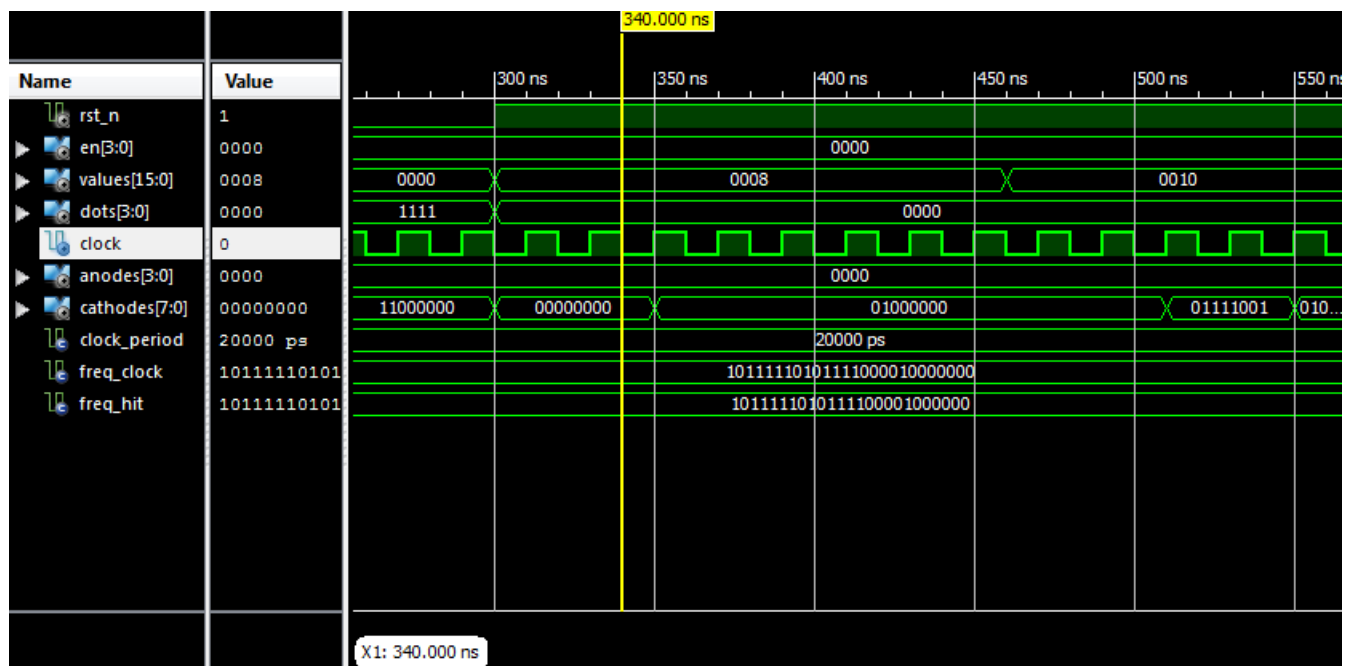 340.000 ns
Name Value 300 ns 350 ns 400 ns 450 ns 500 ns 550 n
rst_n 1
en[3:0] 0000 0000
values[15:0] 0008 0000 0008 0010
dots[3:0] 0000 1111 0000
clock 0
anodes[3:0] 0000 0000
cathodes[7:0] 00000000 11000000 00000000 01000000 01111001 010...
clock_period 20000 ps 20000 ps
freq_clock 10111110101 10111110101111000010000000
freq_hit 10111110101 1011111010111100001000000
X1: 340.000 ns